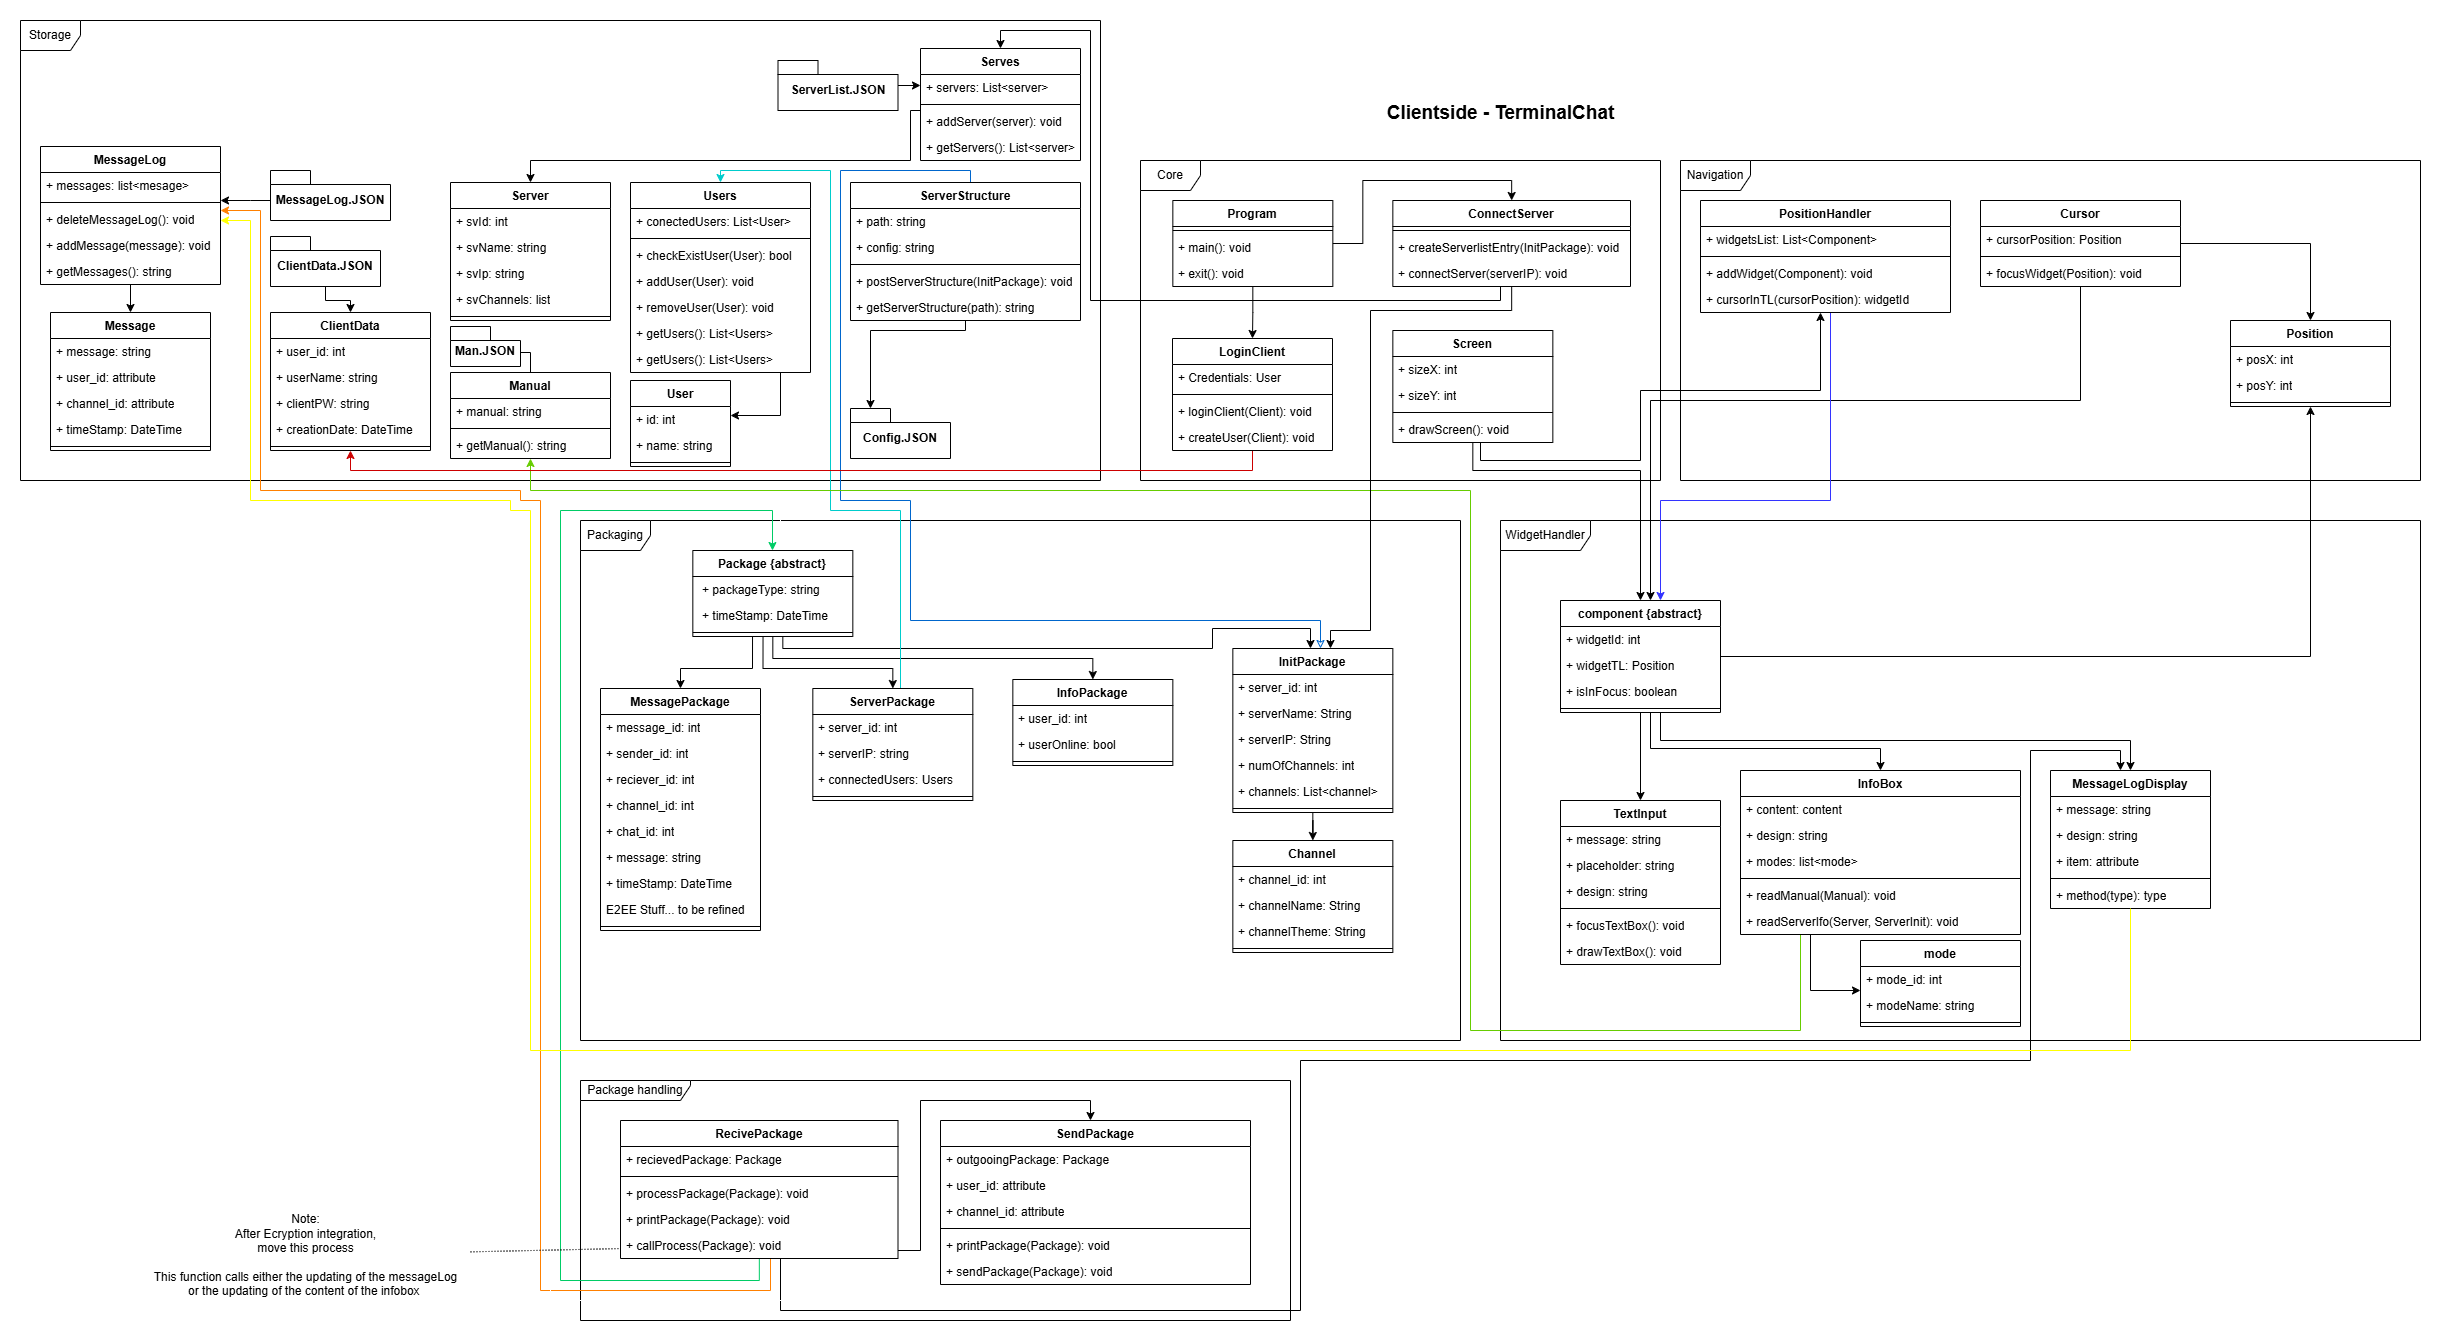 Clientside - TerminalChat
Storage
ServerList.JSON
Serves
+ servers: List<server>
+ addServer(server): void
+ getServers(): List<server>
MessageLog
+ messages: list<mesage>
+ deleteMessageLog(): void
+ addMessage(message): void
+ getMessages(): string
MessageLog.JSON
ClientData.JSON
Message
+ message: string
+ user_id: attribute
+ channel_id: attribute
+ timeStamp: DateTime
ClientData
+ user_id: int
+ userName: string
+ clientPW: string
+ creationDate: DateTime
Server
+ svId: int
+ svName: string
+ svIp: string
+ svChannels: list
Man.JSON
Manual
+ manual: string
+ getManual(): string
Users
+ conectedUsers: List<User>
+ checkExistUser(User): bool
+ addUser(User): void
+ removeUser(User): void
+ getUsers(): List<Users>
+ getUsers(): List<Users>
User
+ id: int
+ name: string
ServerStructure
+ path: string
+ config: string
+ postServerStructure(InitPackage): void
+ getServerStructure(path): string
Config.JSON
Core
Program
+ main(): void
+ exit(): void
ConnectServer
+ createServerlistEntry(InitPackage): void
+ connectServer(serverIP): void
LoginClient
+ Credentials: User
+ loginClient(Client): void
+ createUser(Client): void
Screen
+ sizeX: int
+ sizeY: int
+ drawScreen(): void
Navigation
PositionHandler
+ widgetsList: List<Component>
+ addWidget(Component): void
+ cursorInTL(cursorPosition): widgetId
Cursor
+ cursorPosition: Position
+ focusWidget(Position): void
Position
+ posX: int
+ posY: int
Packaging
Package {abstract}
+ packageType: string
+ timeStamp: DateTime
MessagePackage
+ message_id: int
+ sender_id: int
+ reciever_id: int
+ channel_id: int
+ chat_id: int
+ message: string
+ timeStamp: DateTime
E2EE Stuff... to be refined
ServerPackage
+ server_id: int
+ serverIP: string
+ connectedUsers: Users
InfoPackage
+ user_id: int
+ userOnline: bool
InitPackage
+ server_id: int
+ serverName: String
+ serverIP: String
+ numOfChannels: int
+ channels: List<channel>
Channel
+ channel_id: int
+ channelName: String
+ channelTheme: String
WidgetHandler
component {abstract}
+ widgetId: int
+ widgetTL: Position
+ isInFocus: boolean
TextInput
+ message: string
+ placeholder: string
+ design: string
+ focusTextBox(): void
+ drawTextBox(): void
InfoBox
+ content: content
+ design: string
+ modes: list<mode>
+ readManual(Manual): void
+ readServerIfo(Server, ServerInit): void
mode
+ mode_id: int
+ modeName: string
MessageLogDisplay
+ message: string
+ design: string
+ item: attribute
+ method(type): type
Package handling
RecivePackage
+ recievedPackage: Package
+ processPackage(Package): void
+ printPackage(Package): void
+ callProcess(Package): void
SendPackage
+ outgooingPackage: Package
+ user_id: attribute
+ channel_id: attribute
+ printPackage(Package): void
+ sendPackage(Package): void
Note:
After Ecryption integration,
move this process
This function calls either the updating of the messageLog
or the updating of the content of the infobox